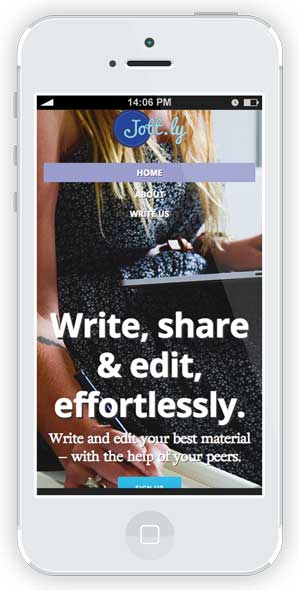 14:06 PM
Jott.ly
HOME
ABOUT
WRITE US
Write, share
& edit,
effortlessly.
Write and edit your best material
– with the help of your peers.
SIGN UP